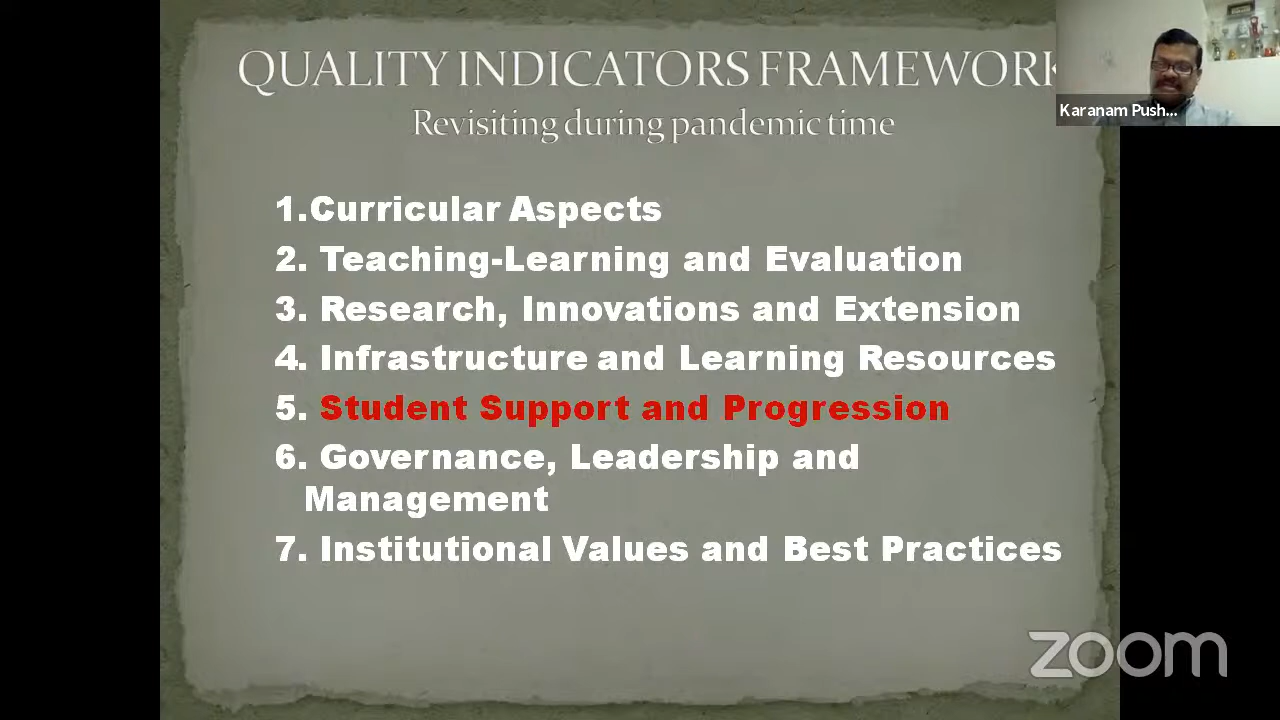 QUALITY INDICATORS FRAMEWORK
Revisiting during pandemic time
Karanam Push...
1.Curricular Aspects
2. Teaching-Learning and Evaluation
3. Research, Innovations and Extension
4. Infrastructure and Learning Resources
5. Student Support and Progression
6. Governance, Leadership and
Management
7. Institutional Values and Best Practices
zoom